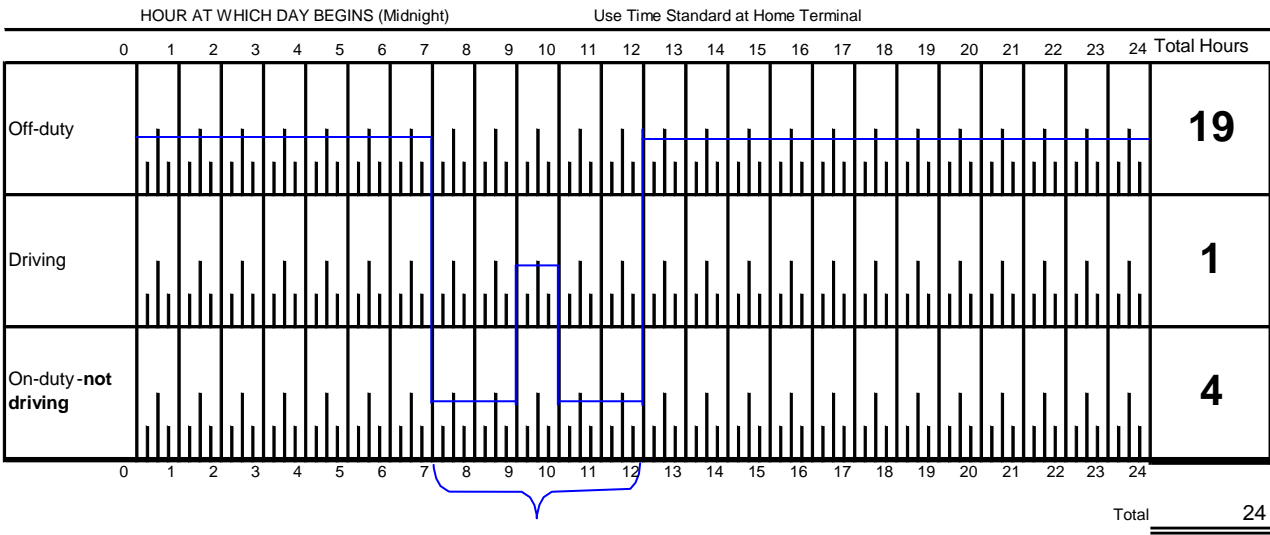 HOUR AT WHICH DAY BEGINS (Midnight) Use Time Standard at Home Terminal
0 1 2 3 4 5 6 7 8 9 10 11 12 13 14 15 16 17 18 19 20 21 22 23 24 Total Hours
Off-duty 19
Driving 1
On-duty-not
driving 4
0 1 2 3 4 5 6 7 8 9 10 11 12 13 14 15 16 17 18 19 20 21 22 23 24
Total 24